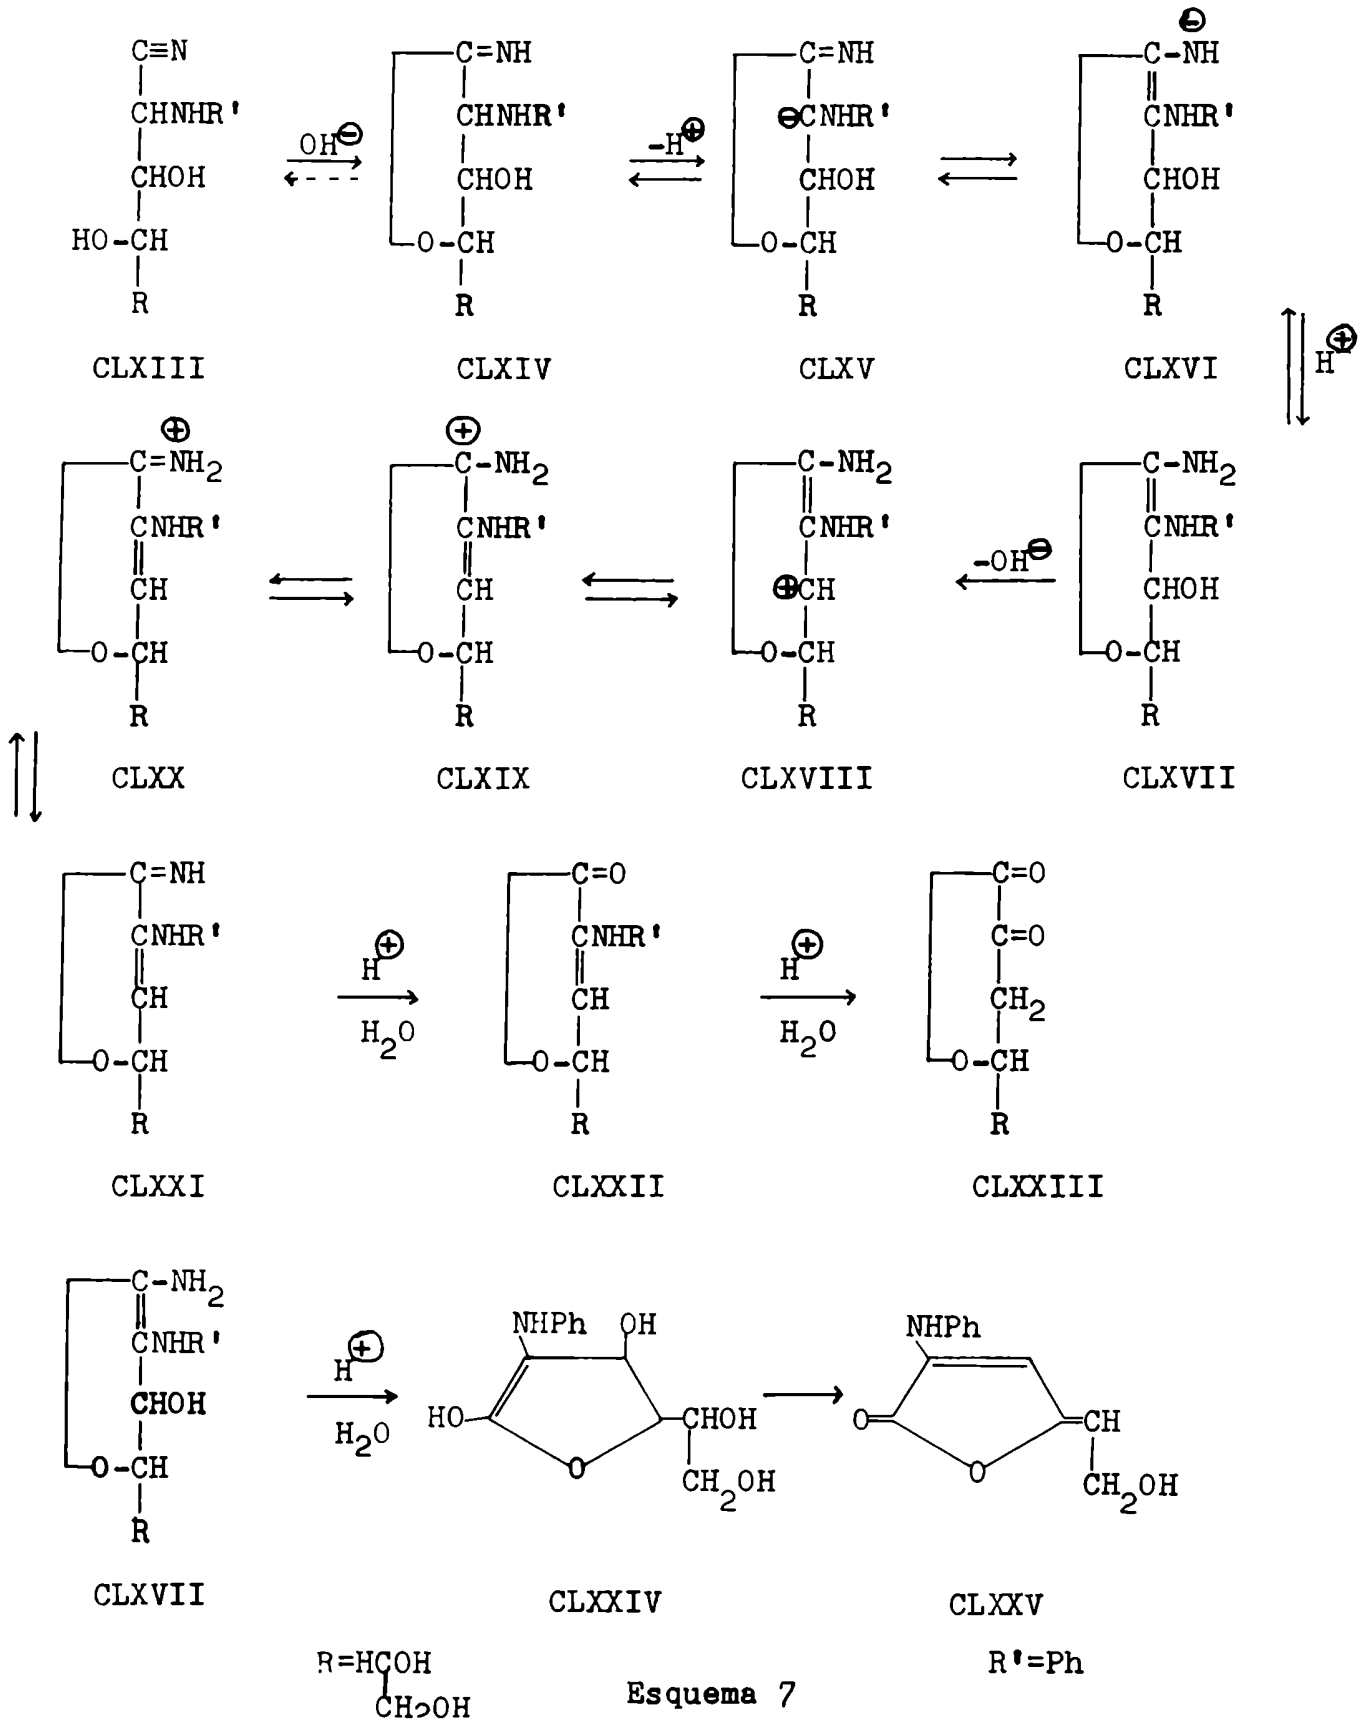 C≡N C=NH C=NH C-NH ⊖
CHNHR' CHNHR' ⊖CNHR' CNHR'
OH⊖ -H⊕
CHOH CHOH CHOH CHOH
HO-CH O-CH O-CH O-CH
R R R R
CLXIII CLXIV CLXV CLXVI
H⊕
⊕ ⊕
C=NH2 C-NH2 C-NH2 C-NH2
CNHR' CNHR' CNHR' CNHR'
-OH⊖
CH CH ⊕CH CHOH
O-CH O-CH O-CH O-CH
R R R R
CLXX CLXIX CLXVIII CLXVII
C=NH C=O C=O
CNHR' CNHR' C=O
H⊕ H⊕
CH CH CH2
H2O H2O
O-CH O-CH O-CH
R R R
CLXXI CLXXII CLXXIII
C-NH2
NHPh OH NHPh
CNHR'
H⊕
CHOH HO CHOH O CH
H2O
O-CH O CH2OH O CH2OH
R
CLXVII CLXXIV CLXXV
R=HCOH R'=Ph
CH2OH Esquema 7